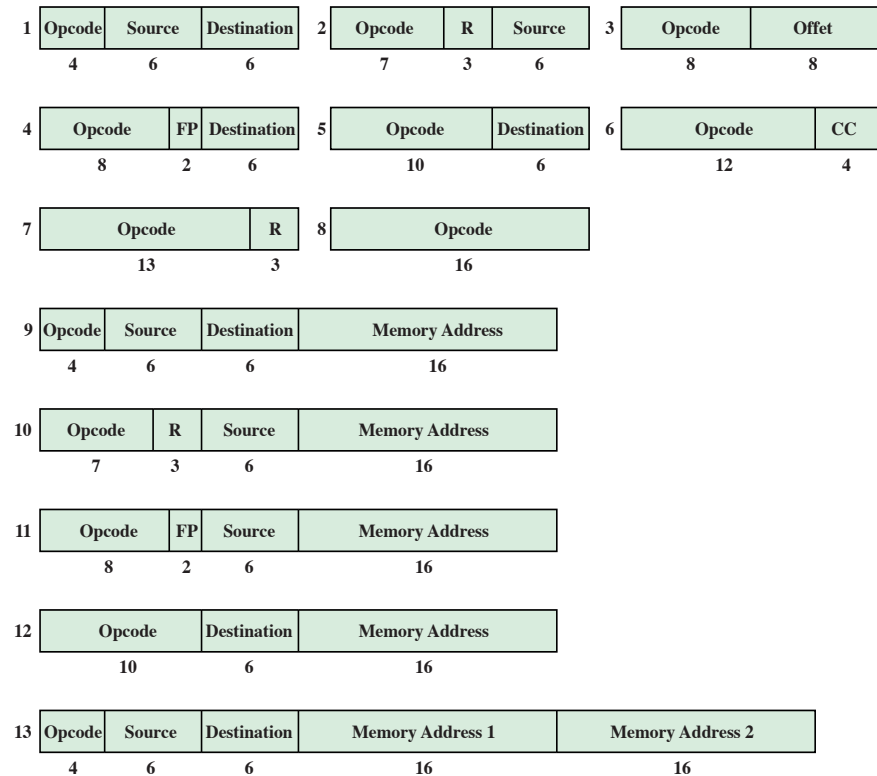 1 Opcode Source Destination 2 Opcode R Source 3 Opcode Offet
4 6 6 7 3 6 8 8
4 Opcode FP Destination 5 Opcode Destination 6 Opcode CC
8 2 6 10 6 12 4
7 Opcode R 8 Opcode
13 3 16
9 Opcode Source Destination Memory Address
4 6 6 16
10 Opcode R Source Memory Address
7 3 6 16
11 Opcode FP Source Memory Address
8 2 6 16
12 Opcode Destination Memory Address
10 6 16
13 Opcode Source Destination Memory Address 1 Memory Address 2
4 6 6 16 16